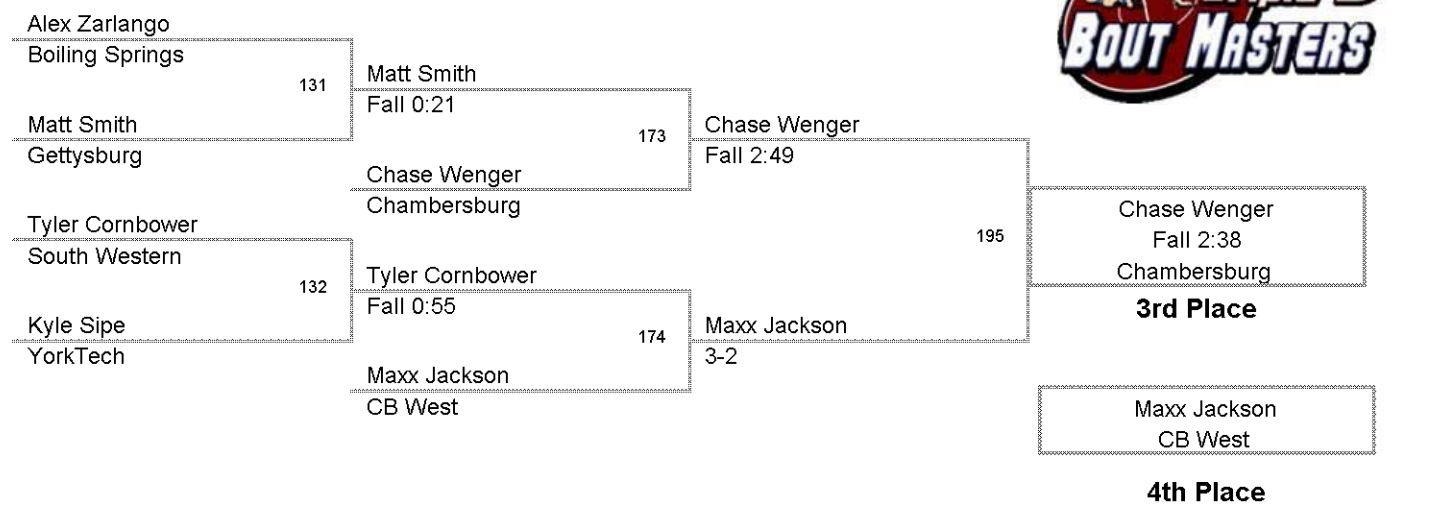 Alex Zarlango
Boiling Springs
131
Matt Smith
Gettysburg
Tyler Cornbower
South Western
132
Kyle Sipe
YorkTech
Matt Smith
Fall 0:21
173
Chase Wenger
Chambersburg
Tyler Cornbower
Fall 0:55
174
Maxx Jackson
CB West
Chase Wenger
Fall 2:49
195
Maxx Jackson
3-2
BOUT MASTERS
Chase Wenger
Fall 2:38
Chambersburg
3rd Place
Maxx Jackson
CB West
4th Place